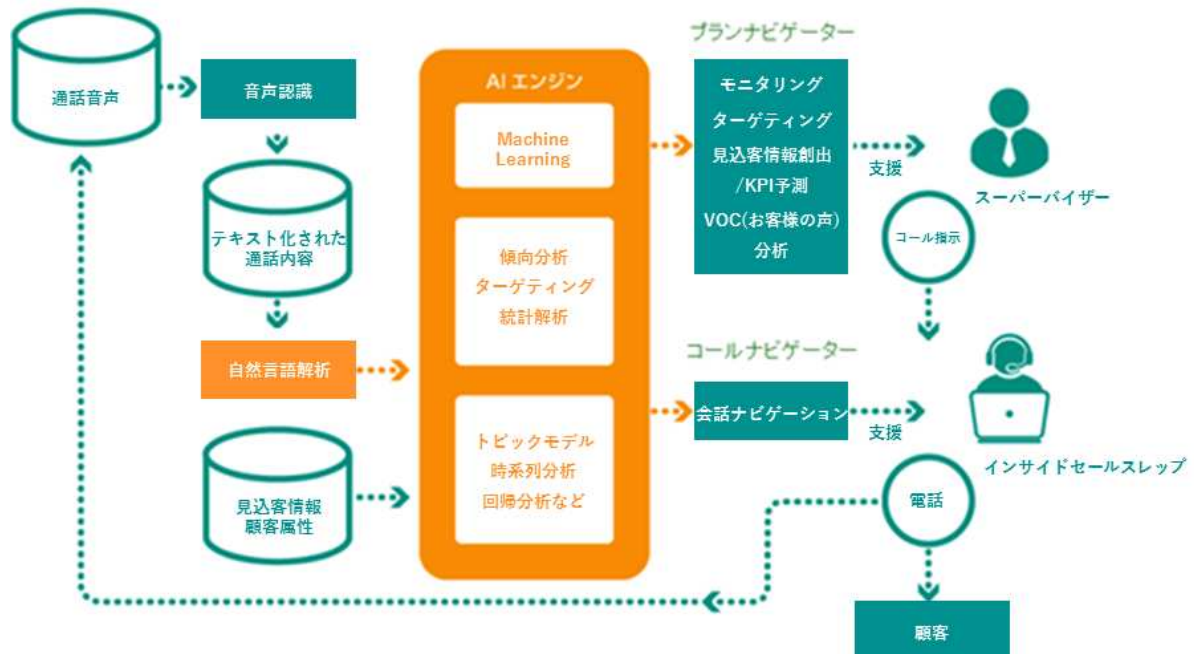 通話音声
音声認識
テキスト化された
通話内容
自然言語解析
見込客情報
顧客属性
AI エンジン
Machine
Learning
傾向分析
ターゲティング
統計解析
トピックモデル
時系列分析
回帰分析など
プランナビゲーター
モニタリング
ターゲティング
見込客情報創出
/KPI予測
VOC(お客様の声)
分析
支援
スーパーバイザー
コール指示
コールナビゲーター
会話ナビゲーション
支援
インサイドセールスレップ
電話
顧客